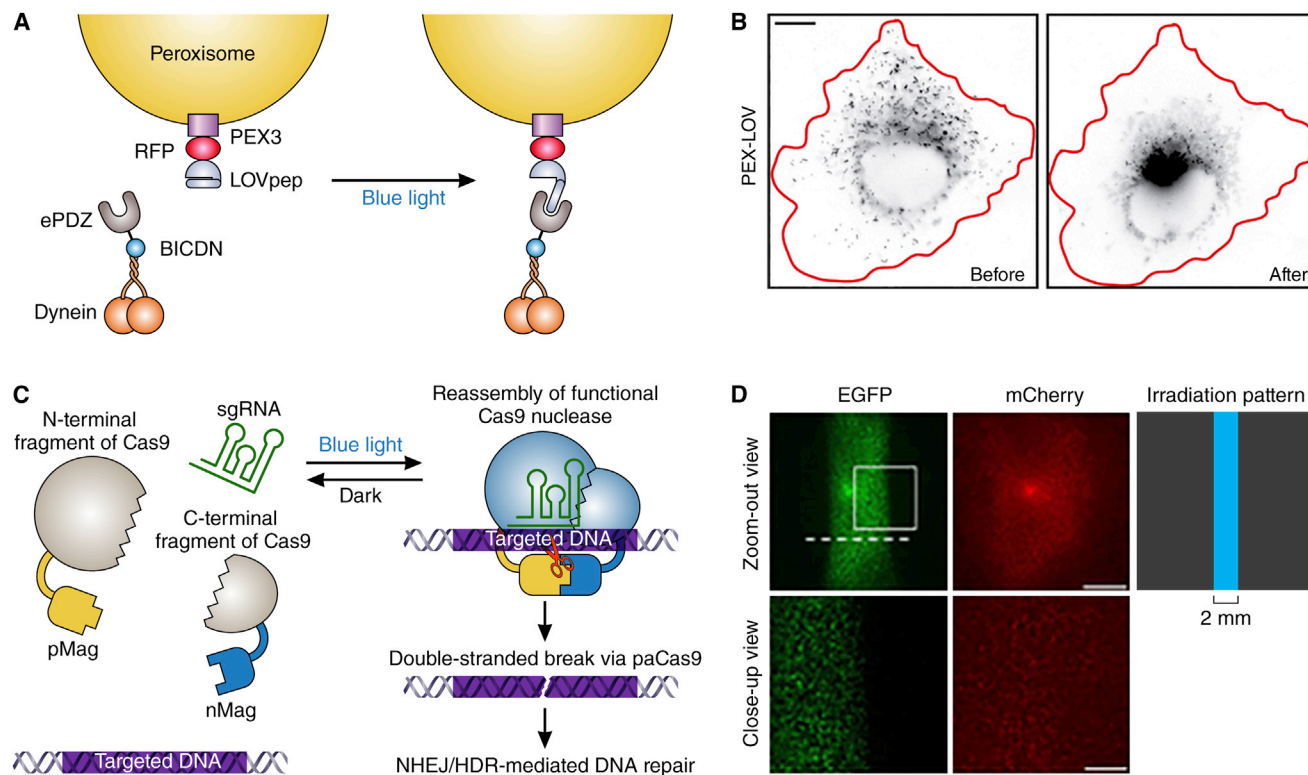 A
Peroxisome
PEX3
RFP
LOVpep
Blue light
ePDZ
BICDN
Dynein
B
PEX-LOV
Before
After
C
N-terminal
fragment of Cas9
sgRNA
C-terminal
fragment of Cas9
pMag
nMag
Targeted DNA
Blue light
Dark
Reassembly of functional
Cas9 nuclease
Targeted DNA
Double-stranded break via paCas9
NHEJ/HDR-mediated DNA repair
D
EGFP
mCherry
Irradiation pattern
Zoom-out view
2 mm
Close-up view